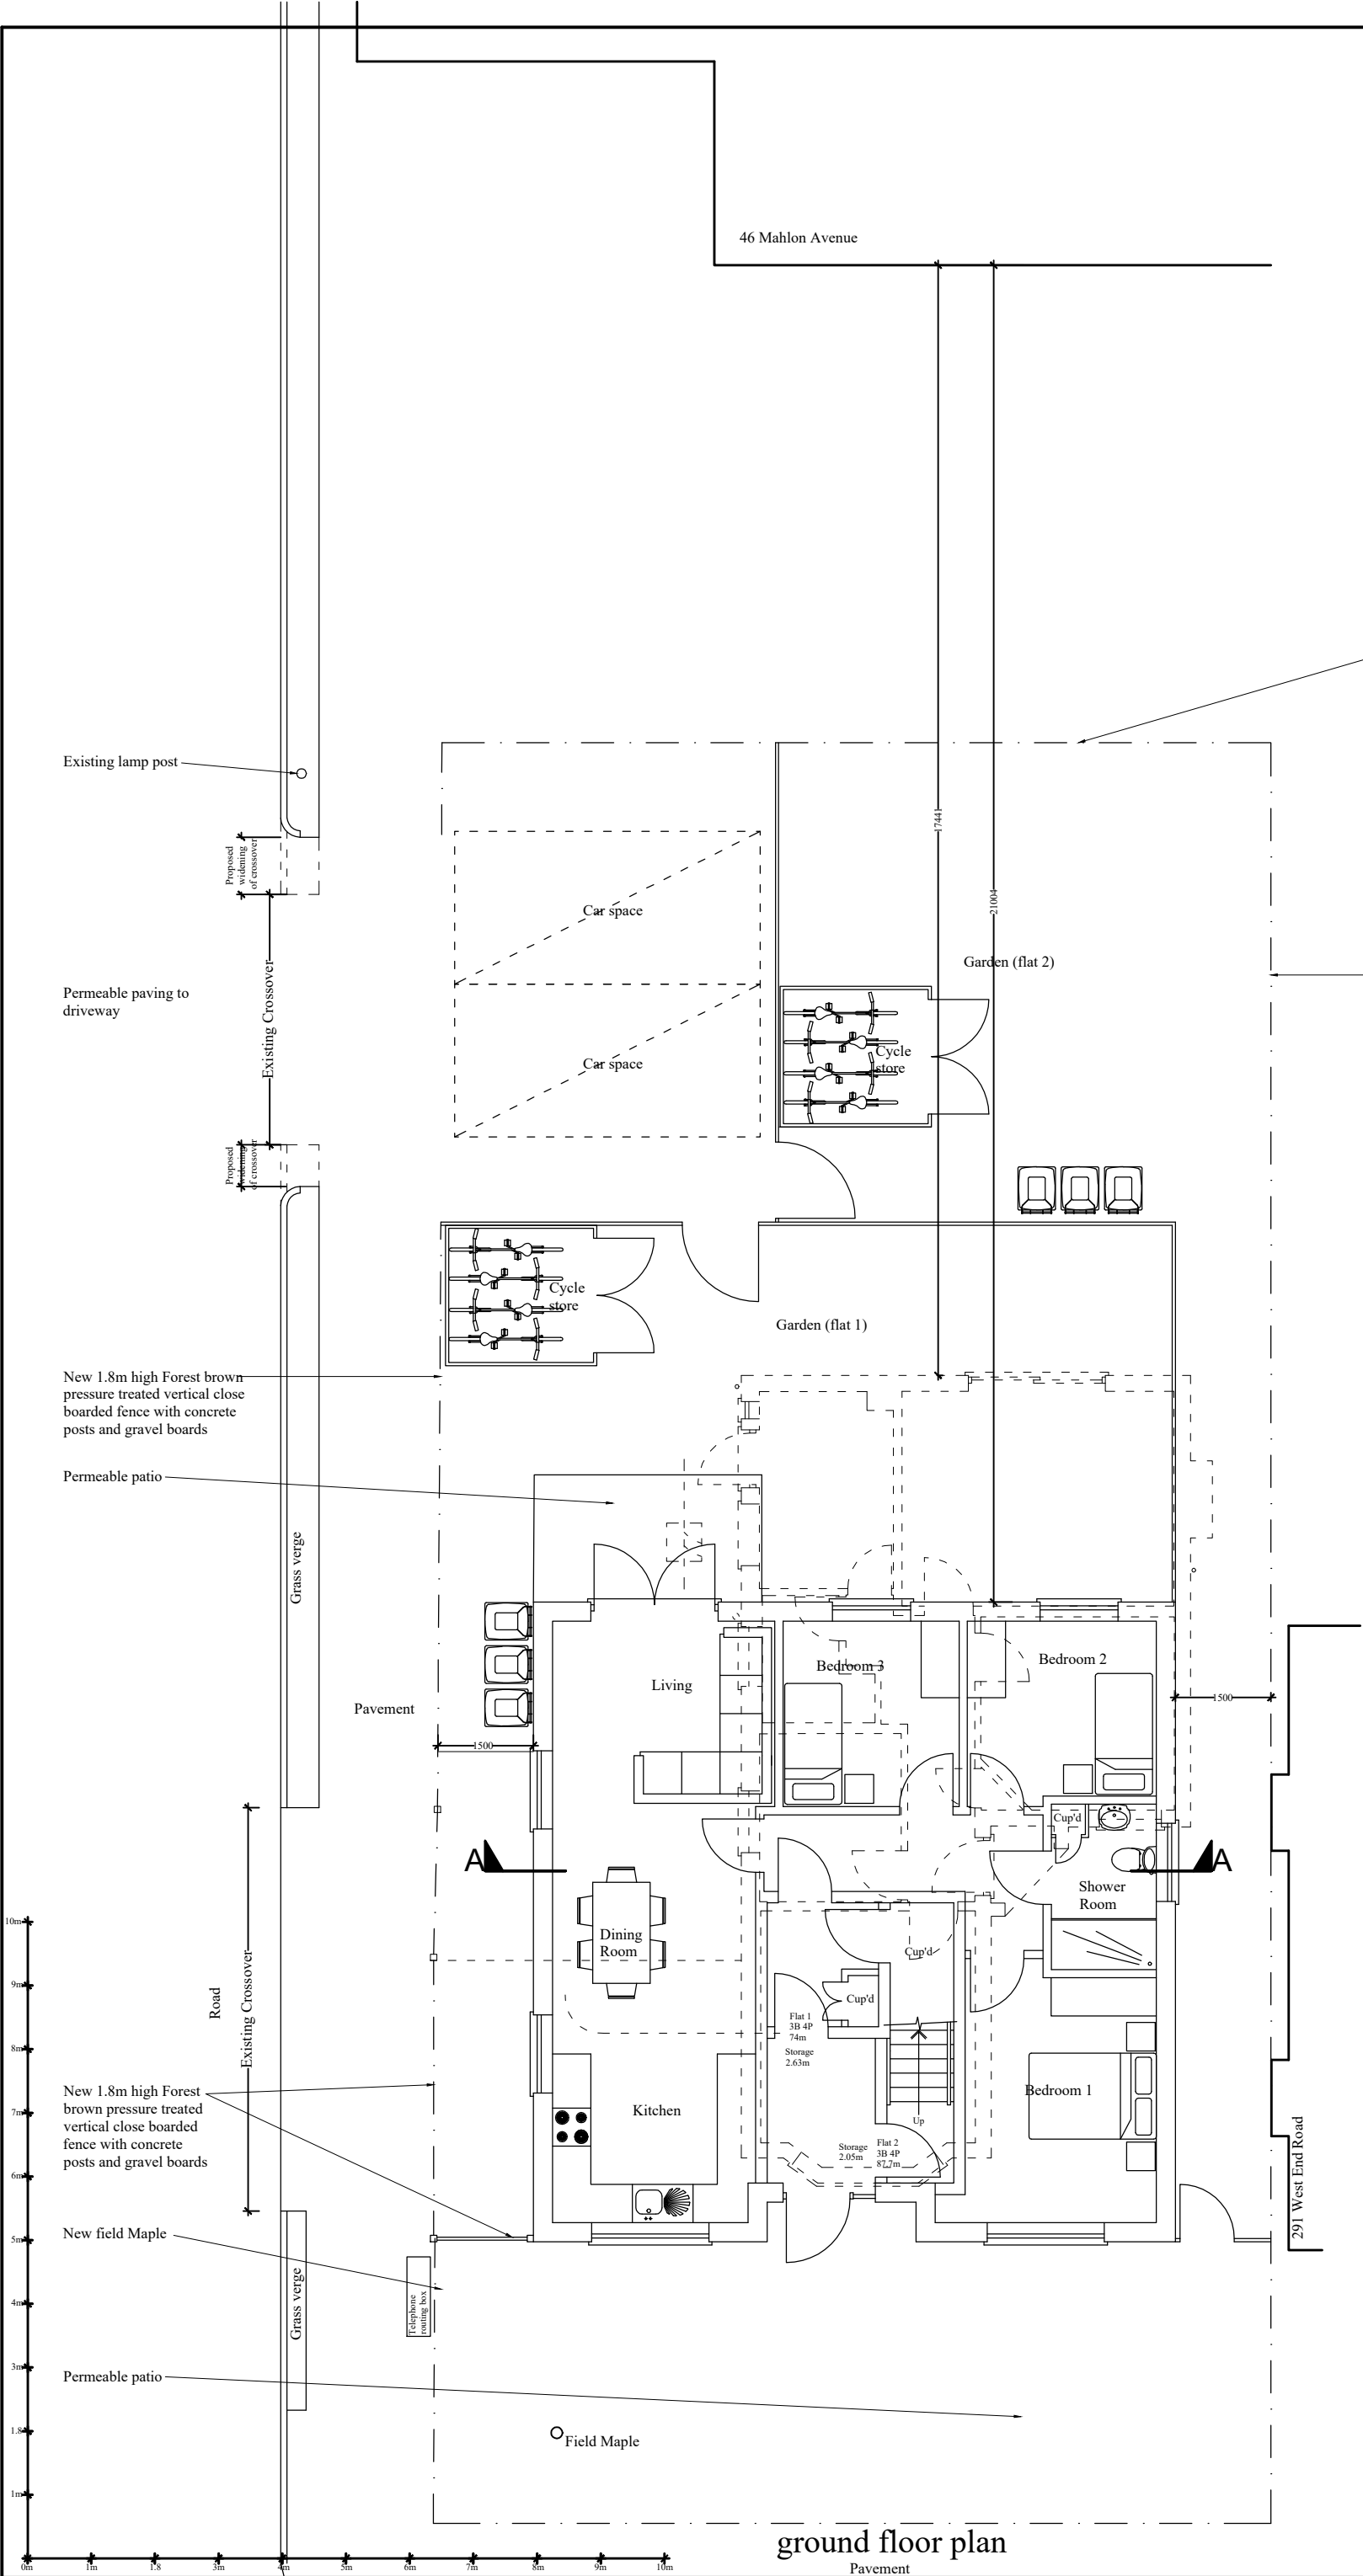 46 Mahlon Avenue
Existing lamp post
Proposed
widening
of crossover
17441
21004
Car space
Garden (flat 2)
Permeable paving to
driveway
Existing Crossover
Car space
Cycle
store
Proposed
widening
of crossover
Cycle
store
Garden (flat 1)
New 1.8m high Forest brown
pressure treated vertical close
boarded fence with concrete
posts and gravel boards
Permeable patio
Grass verge
Living
Bedroom 3
Bedroom 2
Pavement
1500
1500
Cup'd
A
A
Shower
Room
Dining
Room
Cup'd
Cup'd
Road
Existing Crossover
Flat 1
3B 4P
74m
Storage
2.63m
New 1.8m high Forest
brown pressure treated
vertical close boarded
fence with concrete
posts and gravel boards
Kitchen
Up
Bedroom 1
Storage
2.05m
Flat 2
3B 4P
87.7m
291 West End Road
New field Maple
Grass verge
Telephone
routing box
Permeable patio
Field Maple
10m
9m
8m
7m
6m
5m
4m
3m
1.8
1m
ground floor plan
Pavement
0m
1m
1.8
3m
4m
5m
6m
7m
8m
9m
10m